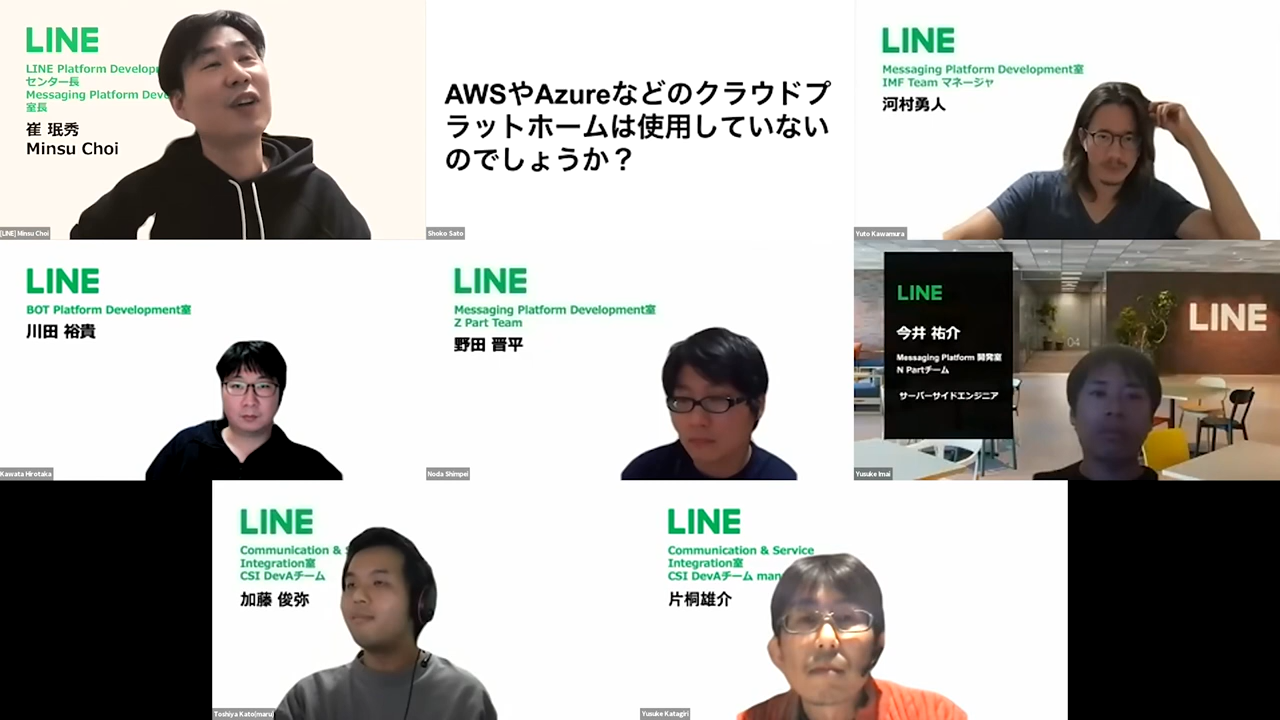 LINE
LINE Platform Develop
センター長
Messaging Platform Deve
室長
崔 珉秀
Minsu Choi
[LINE] Minsu Choi
AWSやAzureなどのクラウドプ
ラットホームは使用していない
のでしょうか？
Shoko Sato
LINE
Messaging Platform Development室
IMF Team マネージャ
河村勇人
Yuto Kawamura
LINE
BOT Platform Development室
川田 裕貴
Kawata Hirotaka
LINE
Messaging Platform Development室
Z Part Team
野田 晋平
Noda Shimpei
LINE
今井 祐介
Messaging Platform 開発室
N Partチーム
サーバーサイドエンジニア
04
LINE
Yusuke Imai
LINE
Communication & S
Integration室
CSI DevAチーム
加藤 俊弥
Toshiya Kato(maru)
LINE
Communication & Service
Integration室
CSI DevAチーム man
片桐雄介
Yusuke Katagiri